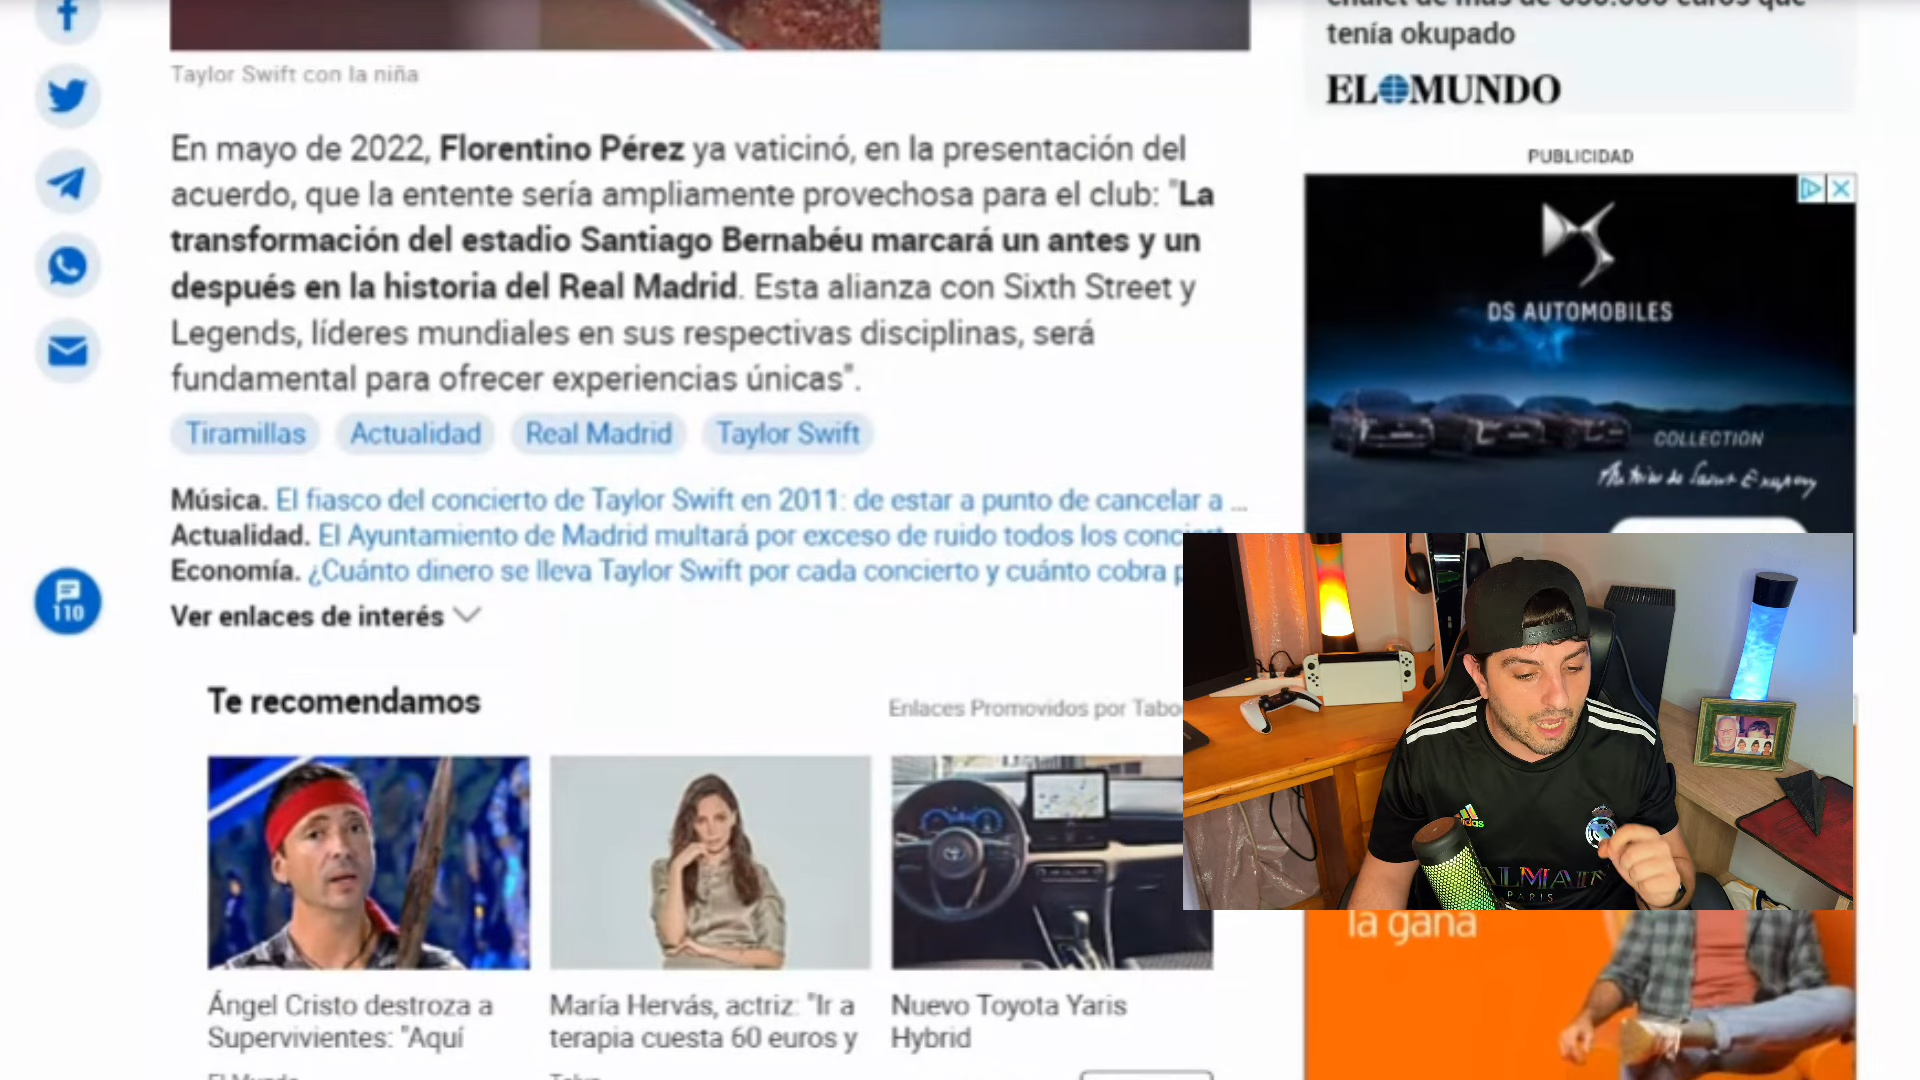 tenía okupado
EL MUNDO
Taylor Swift con la niña
En mayo de 2022, Florentino Pérez ya vaticinó, en la presentación del
acuerdo, que la entente sería ampliamente provechosa para el club: "La
transformación del estadio Santiago Bernabéu marcará un antes y un
después en la historia del Real Madrid. Esta alianza con Sixth Street y
Legends, líderes mundiales en sus respectivas disciplinas, será
fundamental para ofrecer experiencias únicas".
Tiramillas Actualidad Real Madrid Taylor Swift
Música. El fiasco del concierto de Taylor Swift en 2011: de estar a punto de cancelar a ...
Actualidad. El Ayuntamiento de Madrid multará por exceso de ruido todos los
Economía. ¿Cuánto dinero se lleva Taylor Swift por cada concierto y cuánto cobra
110
Ver enlaces de interés
Te recomendamos
Enlaces Promovidos por
Ángel Cristo destroza a
Supervivientes: "Aquí
El Mundo
María Hervás, actriz: "Ir a
terapia cuesta 60 euros y
Telva
Nuevo Toyota Yaris
Hybrid
PUBLICIDAD
DS AUTOMOBILES
COLLECTION
adidas
BALMAIN
PARIS
la gana